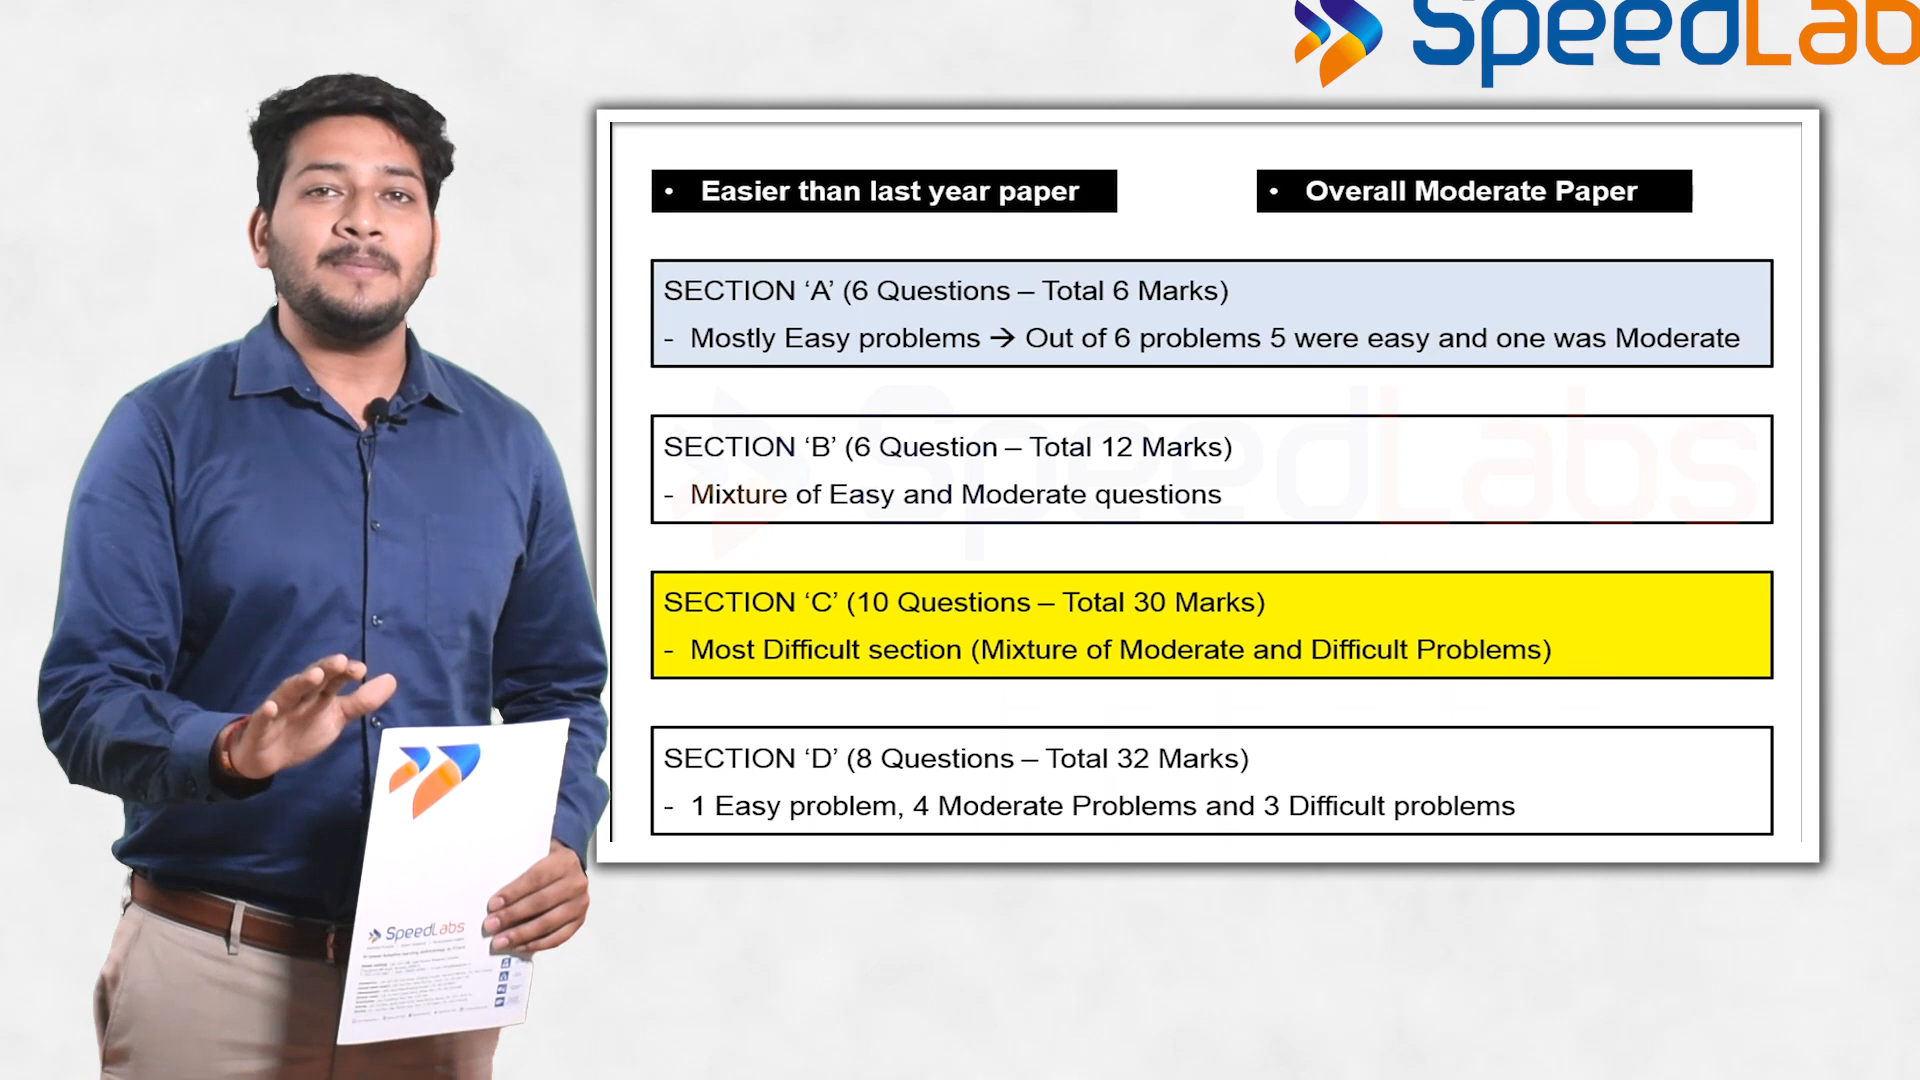 SpeedLab
• Easier than last year paper
• Overall Moderate Paper
SECTION ‘A’ (6 Questions – Total 6 Marks)
- Mostly Easy problems → Out of 6 problems 5 were easy and one was Moderate
SECTION ‘B’ (6 Question – Total 12 Marks)
- Mixture of Easy and Moderate questions
SECTION ‘C’ (10 Questions – Total 30 Marks)
- Most Difficult section (Mixture of Moderate and Difficult Problems)
SECTION ‘D’ (8 Questions – Total 32 Marks)
- 1 Easy problem, 4 Moderate Problems and 3 Difficult problems
SpeedLabs
SpeedLabs